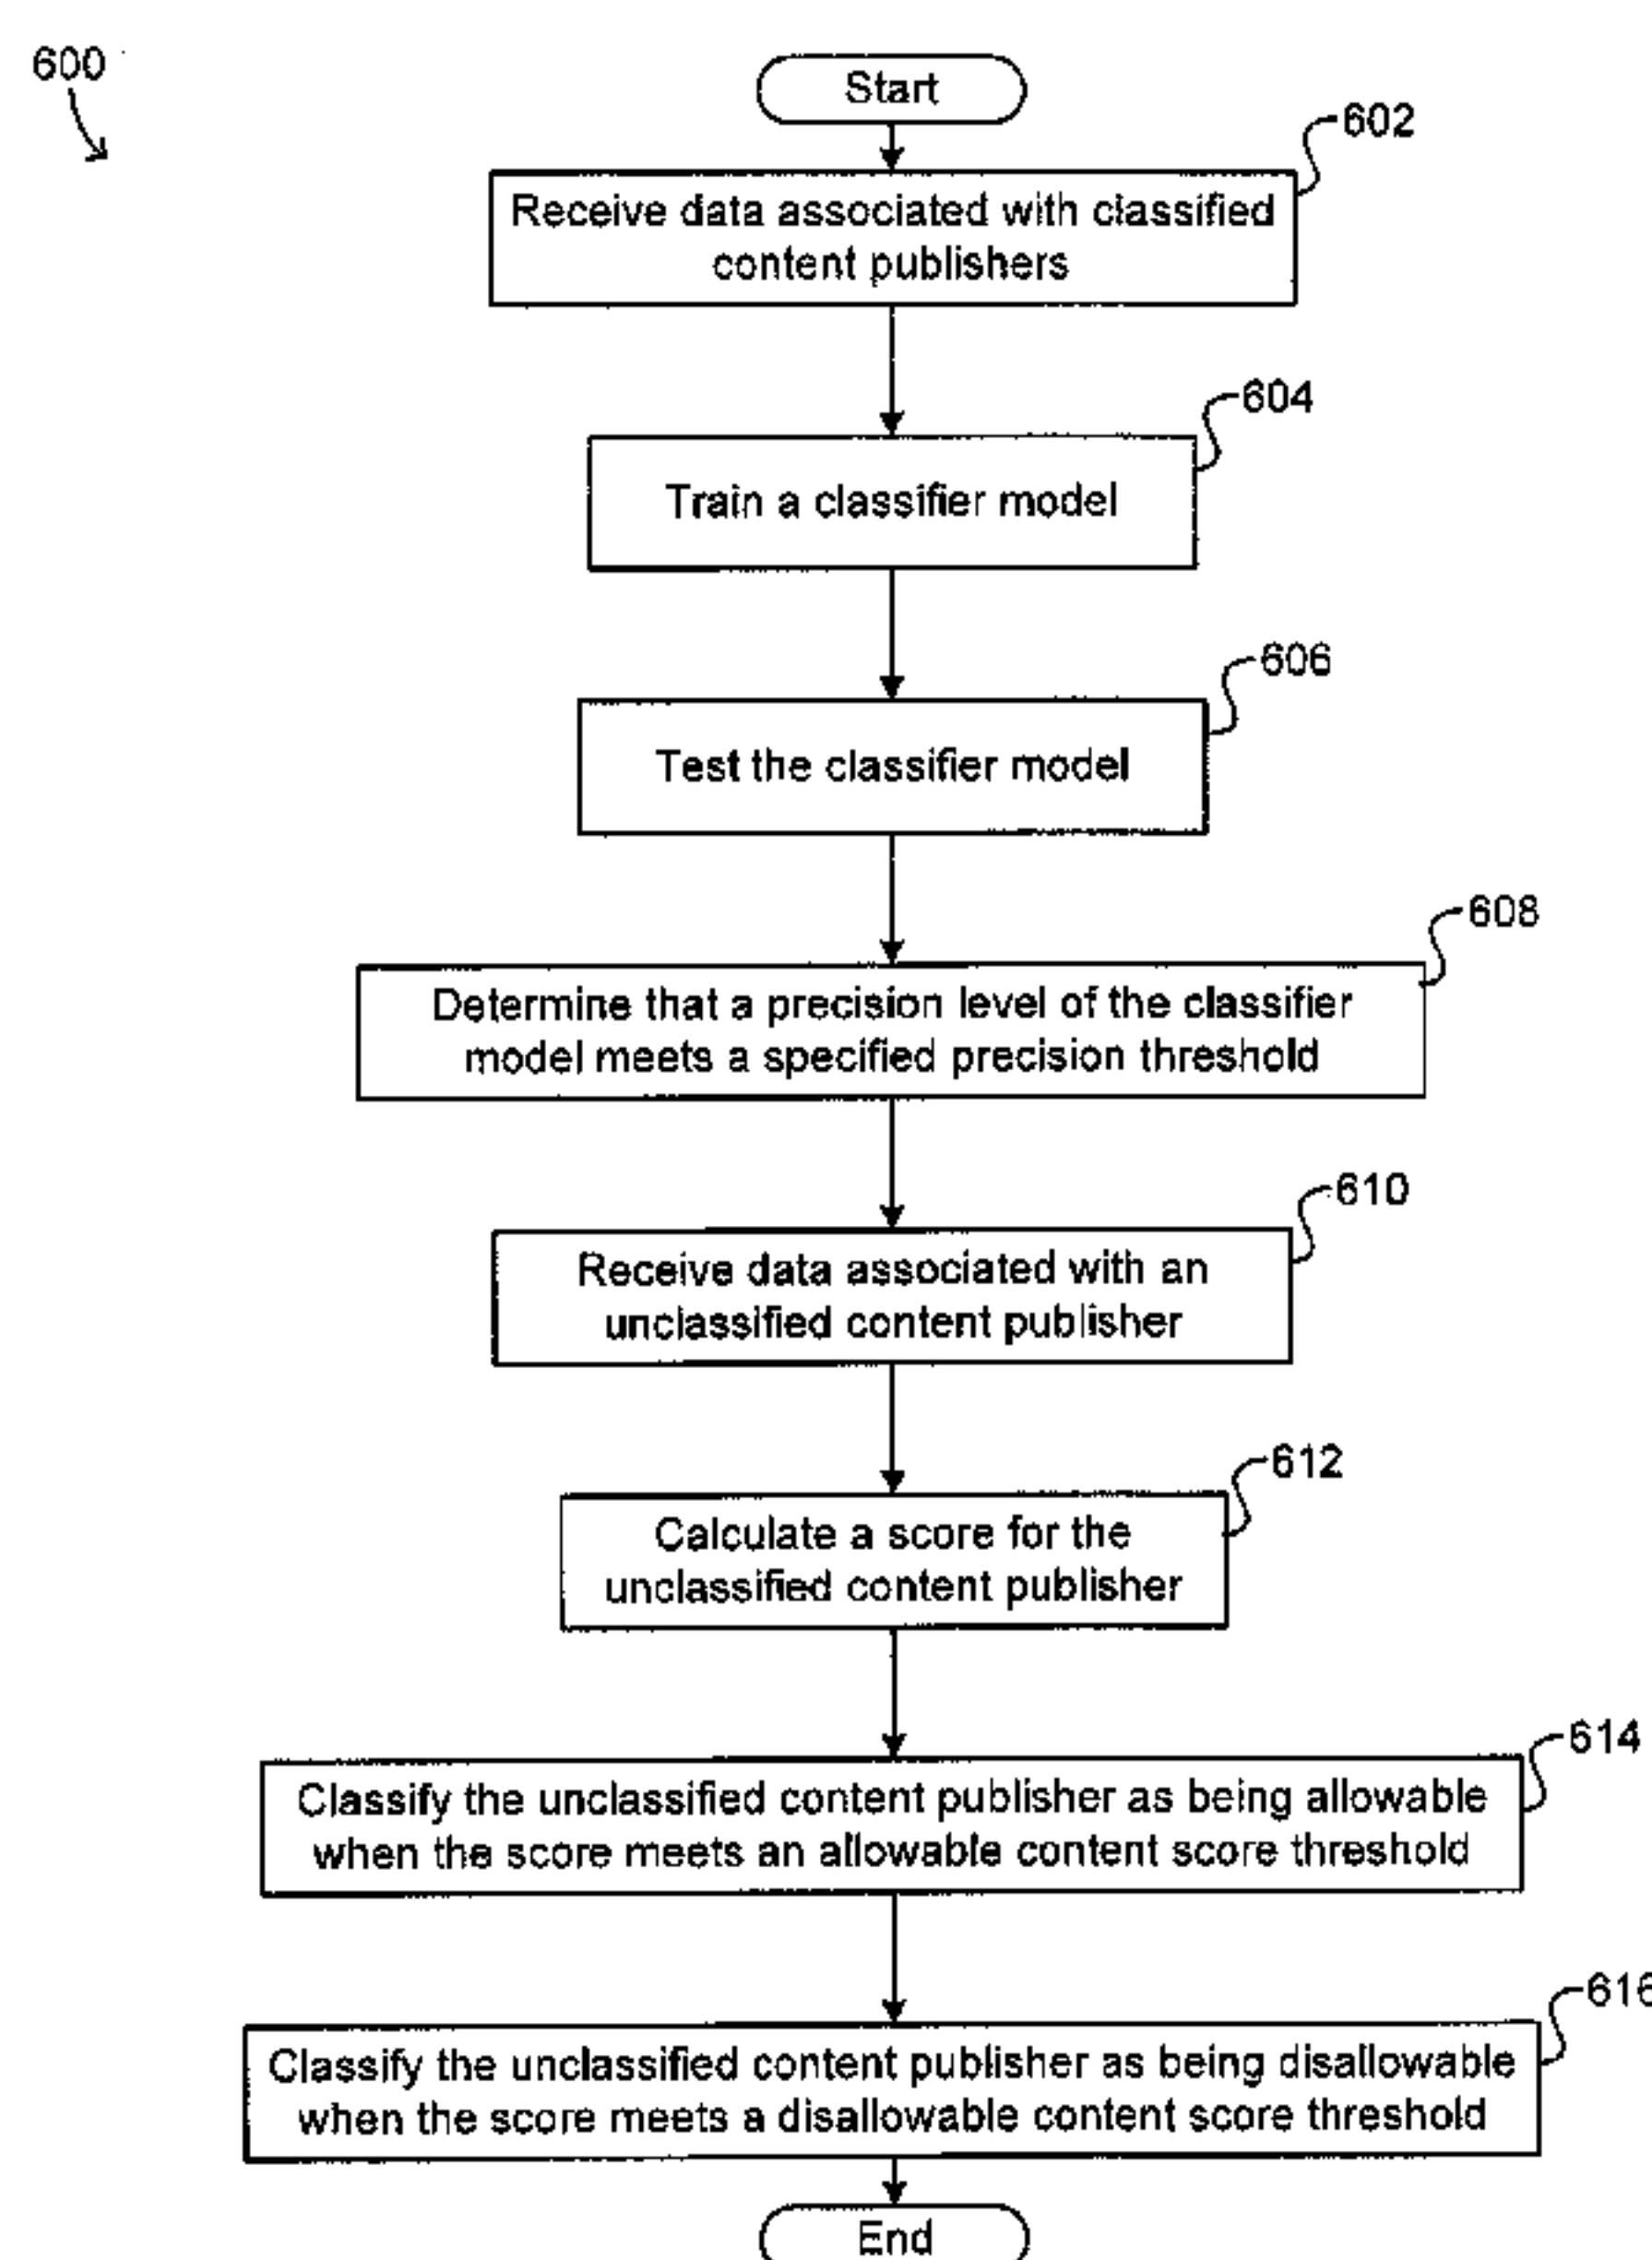 600
Start
602
Receive data associated with classified
content publishers
604
Train a classifier model
606
Test the classifier model
608
Determine that a precision level of the classifier
model meets a specified precision threshold
610
Receive data associated with an
unclassified content publisher
612
Calculate a score for the
unclassified content publisher
614
Classify the unclassified content publisher as being allowable
when the score meets an allowable content score threshold
616
Classify the unclassified content publisher as being disallowable
when the score meets a disallowable content score threshold
End